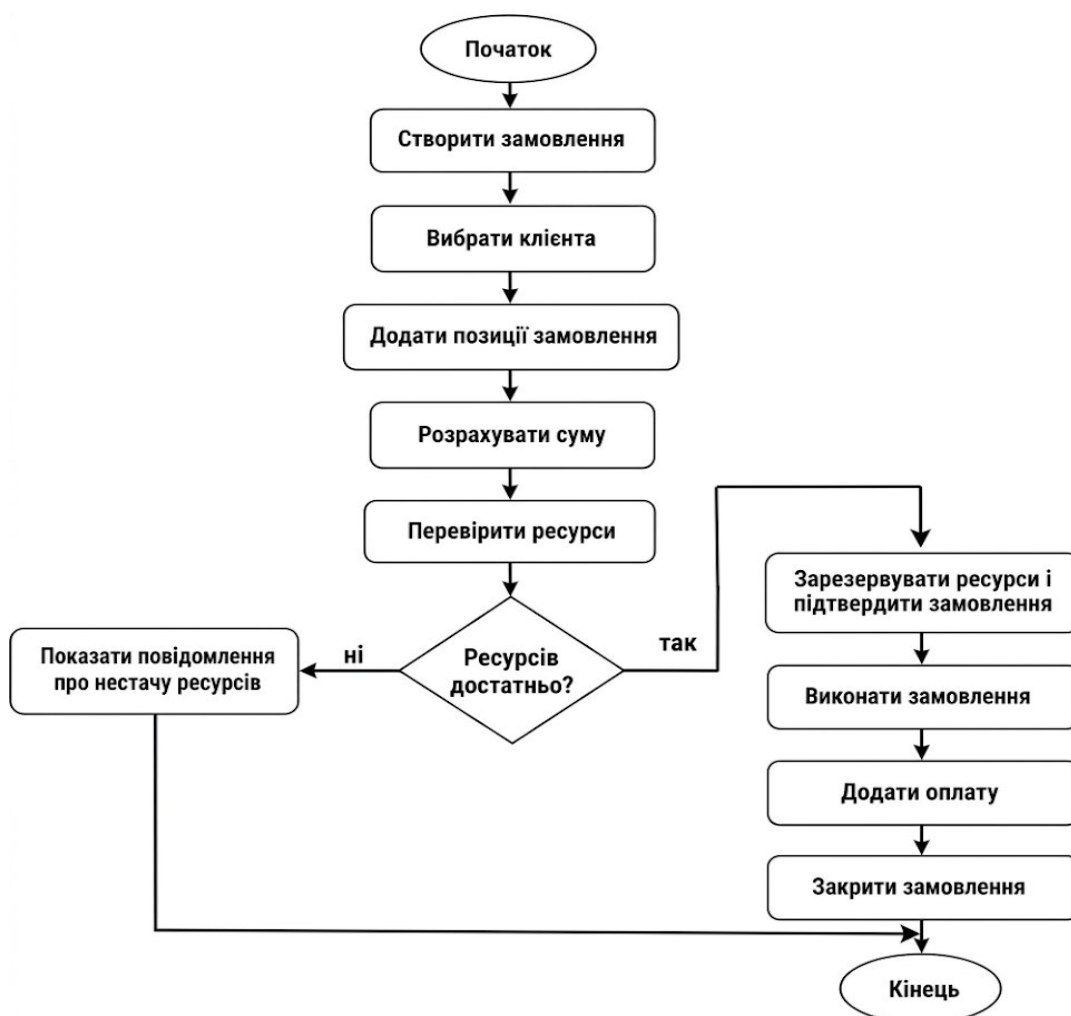 Початок
Створити замовлення
Вибрати клієнта
Додати позиції замовлення
Розрахувати суму
Перевірити ресурси
Ресурсів
достатньо?
ні
Показати повідомлення
про нестачу ресурсів
так
Зарезервувати ресурси і
підтвердити замовлення
Виконати замовлення
Додати оплату
Закрити замовлення
Кінець